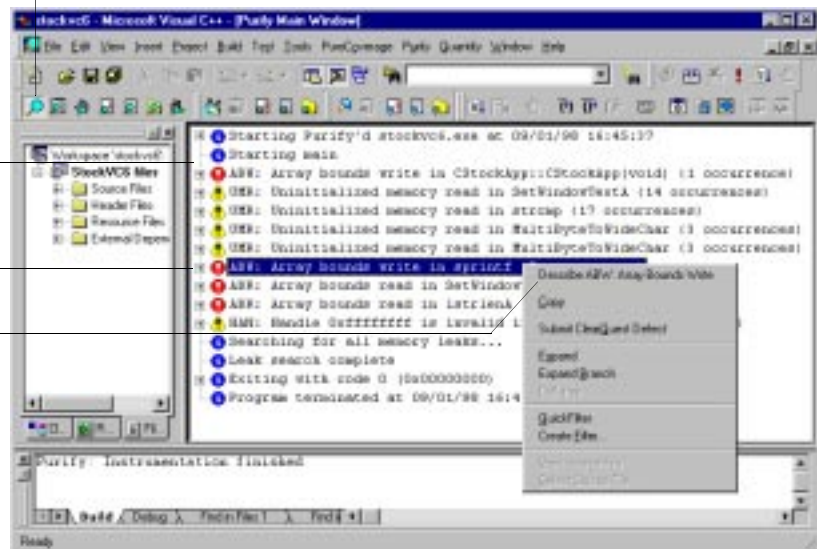 stockvc6 - Microsoft Visual C++ - [Purify Main Window]
File Edit View Insert Project Build Tools PureCoverage Purify Quantify Window Help
Workspace 'stockvc6'
StockVC6 files
Source Files
Header Files
Resource Files
External Depen
Starting Purify'd stockvc6.exe at 09/01/98 16:45:37
Starting main
ABW: Array bounds write in CStockApp::CStockApp(void) (1 occurrence)
UMR: Uninitialized memory read in SetWindowTextA (14 occurrences)
UMR: Uninitialized memory read in strcmp (17 occurrences)
UMR: Uninitialized memory read in MultiByteToWideChar (3 occurrences)
UMR: Uninitialized memory read in MultiByteToWideChar (3 occurrences)
ABW: Array bounds write in sprintf
ABR: Array bounds read in SetWindow
ABR: Array bounds read in lstrlenA
HAN: Handle 0xffffffff is invalid i
Searching for all memory leaks...
Leak search complete
Exiting with code 0 (0x00000000)
Program terminated at 09/01/98 16:4
Describe ABW: Array Bounds Write
Copy
Submit ClearQuest Defect
Expand
Expand Branch
QuickFilter
Create Filter...
Purify: Instrumentation finished
Build Debug Find in Files 1 Find
Ready